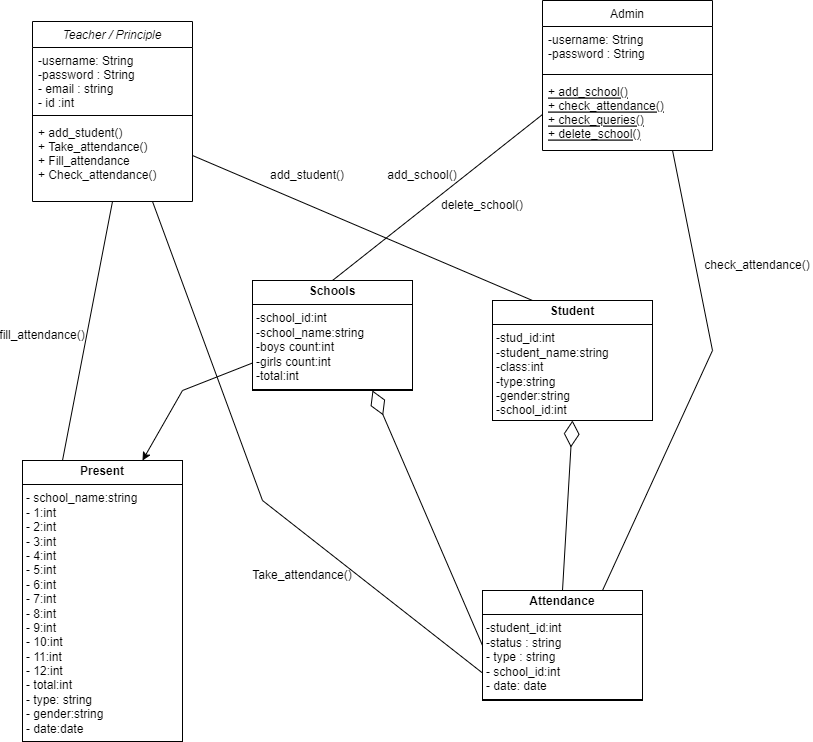 Teacher / Principle
-username: String
-password : String
- email : string
- id :int
+ add_student()
+ Take_attendance()
+ Fill_attendance
+ Check_attendance()
Admin
-username: String
-password : String
+ add_school()
+ check_attendance()
+ check_queries()
+ delete_school()
add_student()
add_school()
delete_school()
check_attendance()
fill_attendance()
Schools
-school_id:int
-school_name:string
-boys count:int
-girls count:int
-total:int
Student
-stud_id:int
-student_name:string
-class:int
-type:string
-gender:string
-school_id:int
Present
- school_name:string
- 1:int
- 2:int
- 3:int
- 4:int
- 5:int
- 6:int
- 7:int
- 8:int
- 9:int
- 10:int
- 11:int
- 12:int
- total:int
- type: string
- gender:string
- date:date
Take_attendance()
Attendance
-student_id:int
-status : string
- type : string
- school_id:int
- date: date